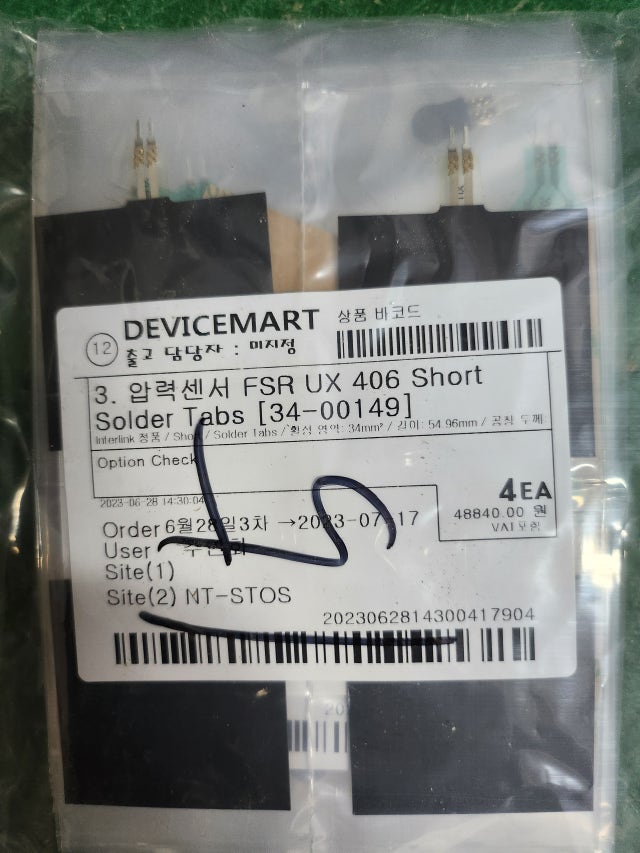 DEVICEMART 상품 바코드
12 출고 담당자 : 미지정
3. 압력센서 FSR UX 406 Short
Solder Tabs [34-00149]
Interlink 정품 / Short / Solder Tabs / 활성 영역: 34mm² / 길이: 54.96mm / 공칭 두께:
Option Check
2023-06-28 14:30:04
4EA
48840.00 원
VAT포함
Order 6월28일3차 →2023-07-17
User
Site(1)
Site(2) NT-STOS
2023062814300417904